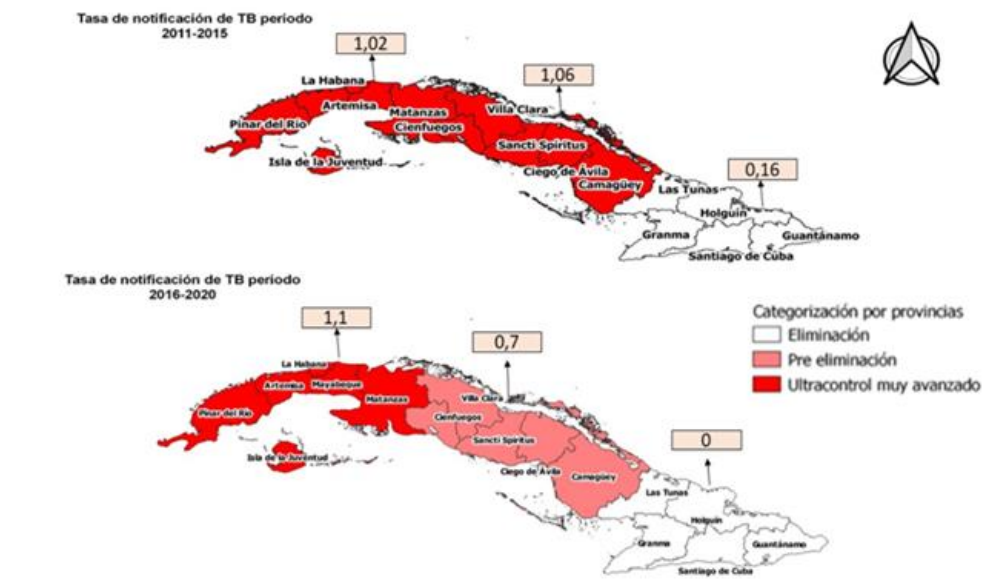 Tasa de notificación de TB período
2011-2015
1,02
1,06
La Habana
Artemisa
Matanzas
Villa Clara
Pinar del Río
Cienfuegos
Sancti Spíritus
Isla de la Juventud
Ciego de Ávila
0,16
Camagüey
Las Tunas
Holguín
Granma
Guantánamo
Santiago de Cuba
Tasa de notificación de TB período
2016-2020
1,1
0,7
Categorización por provincias
Eliminación
Pre eliminación
Ultracontrol muy avanzado
La Habana
Artemisa
Mayabeque
Matanzas
Villa Clara
Pinar del Río
Cienfuegos
Sancti Spíritus
0
Isla de la Juventud
Ciego de Ávila
Camagüey
Las Tunas
Holguín
Granma
Guantánamo
Santiago de Cuba